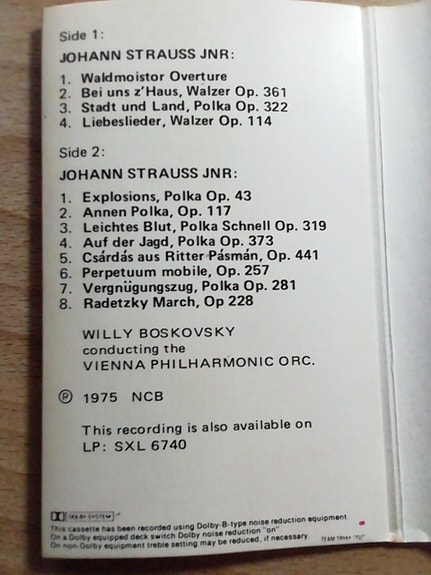 Side 1:
JOHANN STRAUSS JNR:
1. Waldmoistor Overture
2. Bei uns z'Haus, Walzer Op. 361
3. Stadt und Land, Polka Op. 322
4. Liebeslieder, Walzer Op. 114
Side 2:
JOHANN STRAUSS JNR:
1. Explosions, Polka Op. 43
2. Annen Polka, Op. 117
3. Leichtes Blut, Polka Schnell Op. 319
4. Auf der Jagd, Polka Op. 373
5. Csárdás aus Ritter Pásmán, Op. 441
6. Perpetuum mobile, Op. 257
7. Vergnügungszug, Polka Op. 281
8. Radetzky March, Op 228
WILLY BOSKOVSKY
conducting the
VIENNA PHILHARMONIC ORC.
℗ 1975 NCB
This recording is also available on
LP: SXL 6740
DOLBY SYSTEM
This cassette has been recorded using Dolby-B-type noise reduction equipment.
On a Dolby equipped deck switch Dolby noise reduction "on"
On non-Dolby equipment treble setting may be reduced, if necessary